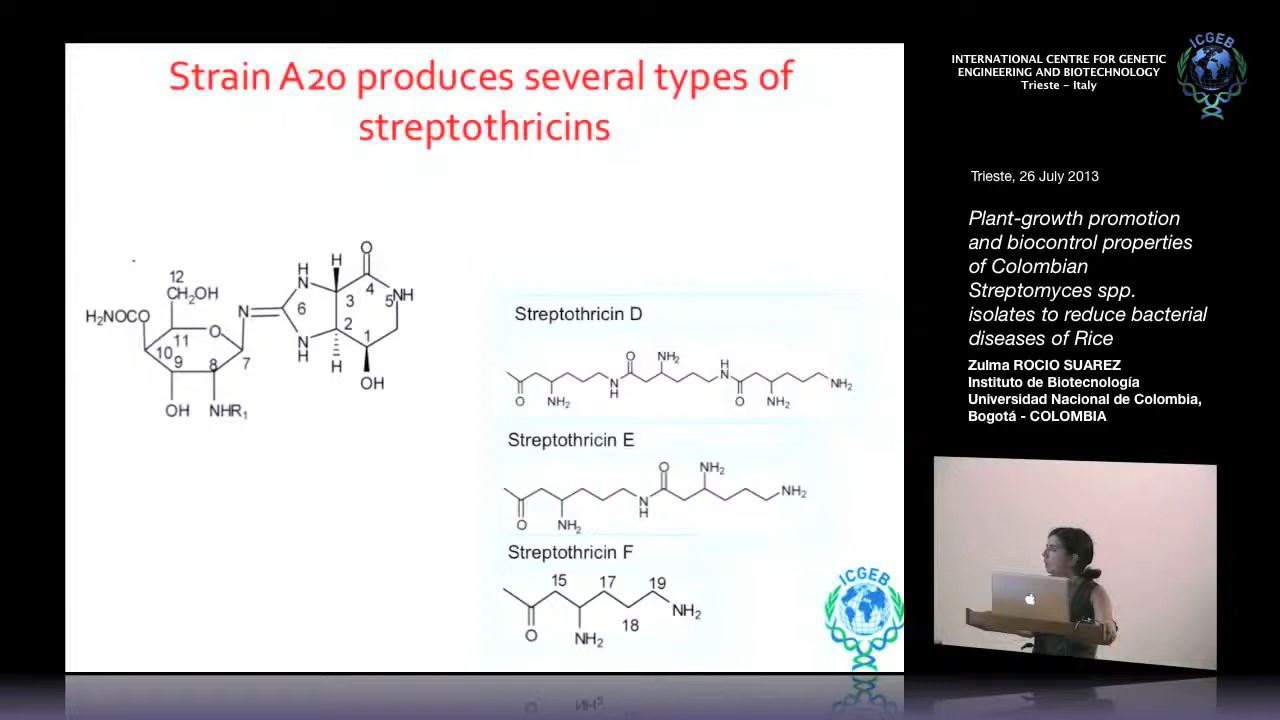 Strain A20 produces several types of
streptothricins
O
H
H
12
N
4
CH₂OH
3
5
NH
H₂NOCO
N
6
O
2
1
11
10
N
9
8
7
H
H
OH
OH
NHR₁
Streptothricin D
O
NH₂
H
N
N
H
NH₂
O
NH₂
O
NH₂
Streptothricin E
O
NH₂
NH₂
N
H
O
NH₂
Streptothricin F
15
17
19
NH₂
18
O
NH₂
ICGEB
INTERNATIONAL CENTRE FOR GENETIC
ENGINEERING AND BIOTECHNOLOGY
Trieste - Italy
ICGEB
Trieste, 26 July 2013
Plant-growth promotion
and biocontrol properties
of Colombian
Streptomyces spp.
isolates to reduce bacterial
diseases of Rice
Zulma ROCIO SUAREZ
Instituto de Biotecnología
Universidad Nacional de Colombia,
Bogotá - COLOMBIA